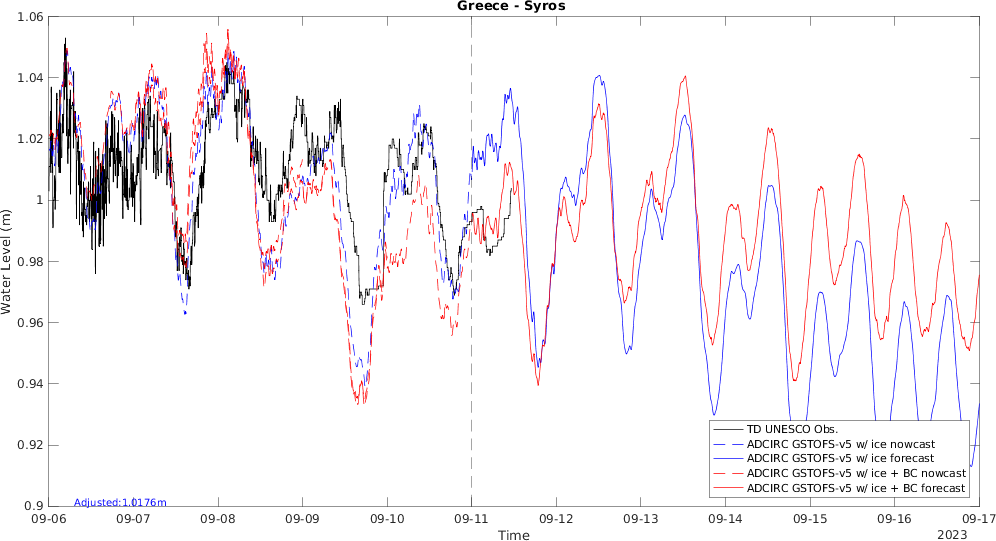 Greece - Syros
1.06
1.04
1.02
1
0.98
0.96
0.94
0.92
0.9
Water Level (m)
Adjusted:1.0176m
TD UNESCO Obs.
ADCIRC GSTOFS-v5 w/ ice nowcast
ADCIRC GSTOFS-v5 w/ ice forecast
ADCIRC GSTOFS-v5 w/ ice + BC nowcast
ADCIRC GSTOFS-v5 w/ ice + BC forecast
09-06 09-07 09-08 09-09 09-10 09-11 09-12 09-13 09-14 09-15 09-16 09-17
Time
2023